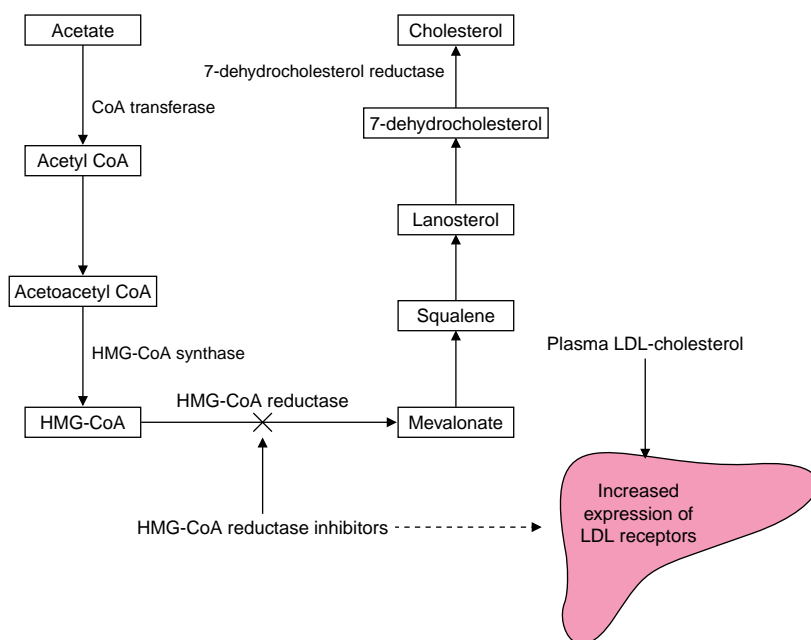 Acetate
CoA transferase
Acetyl CoA
Acetoacetyl CoA
HMG-CoA synthase
HMG-CoA
HMG-CoA reductase
Mevalonate
Squalene
Lanosterol
7-dehydrocholesterol
7-dehydrocholesterol reductase
Cholesterol
HMG-CoA reductase inhibitors
Plasma LDL-cholesterol
Increased
expression of
LDL receptors